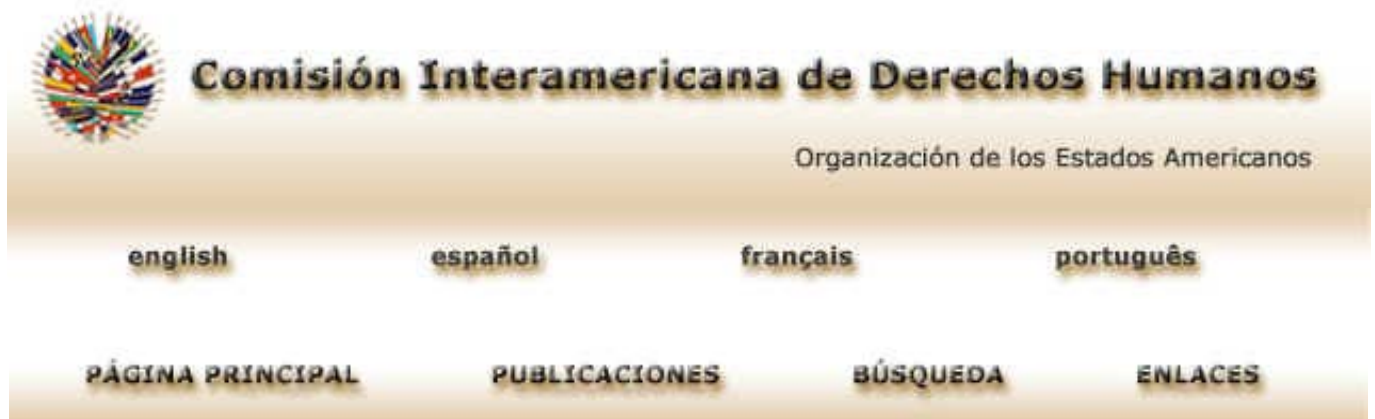 Comisión Interamericana de Derechos Humanos
Organización de los Estados Americanos
english español français português
PÁGINA PRINCIPAL PUBLICACIONES BÚSQUEDA ENLACES